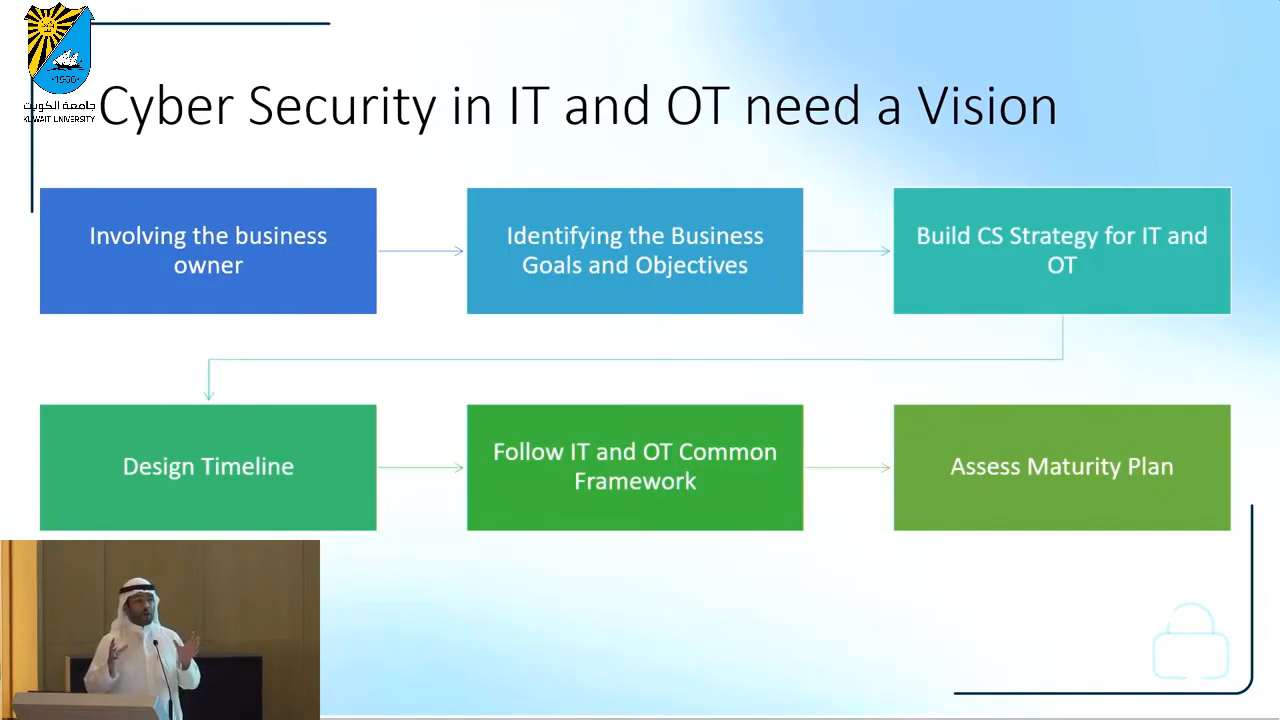 ·1966·
جامعة الكويت
KUWAIT UNIVERSITY
Cyber Security in IT and OT need a Vision
Involving the business
owner
Identifying the Business
Goals and Objectives
Build CS Strategy for IT and
OT
Design Timeline
Follow IT and OT Common
Framework
Assess Maturity Plan